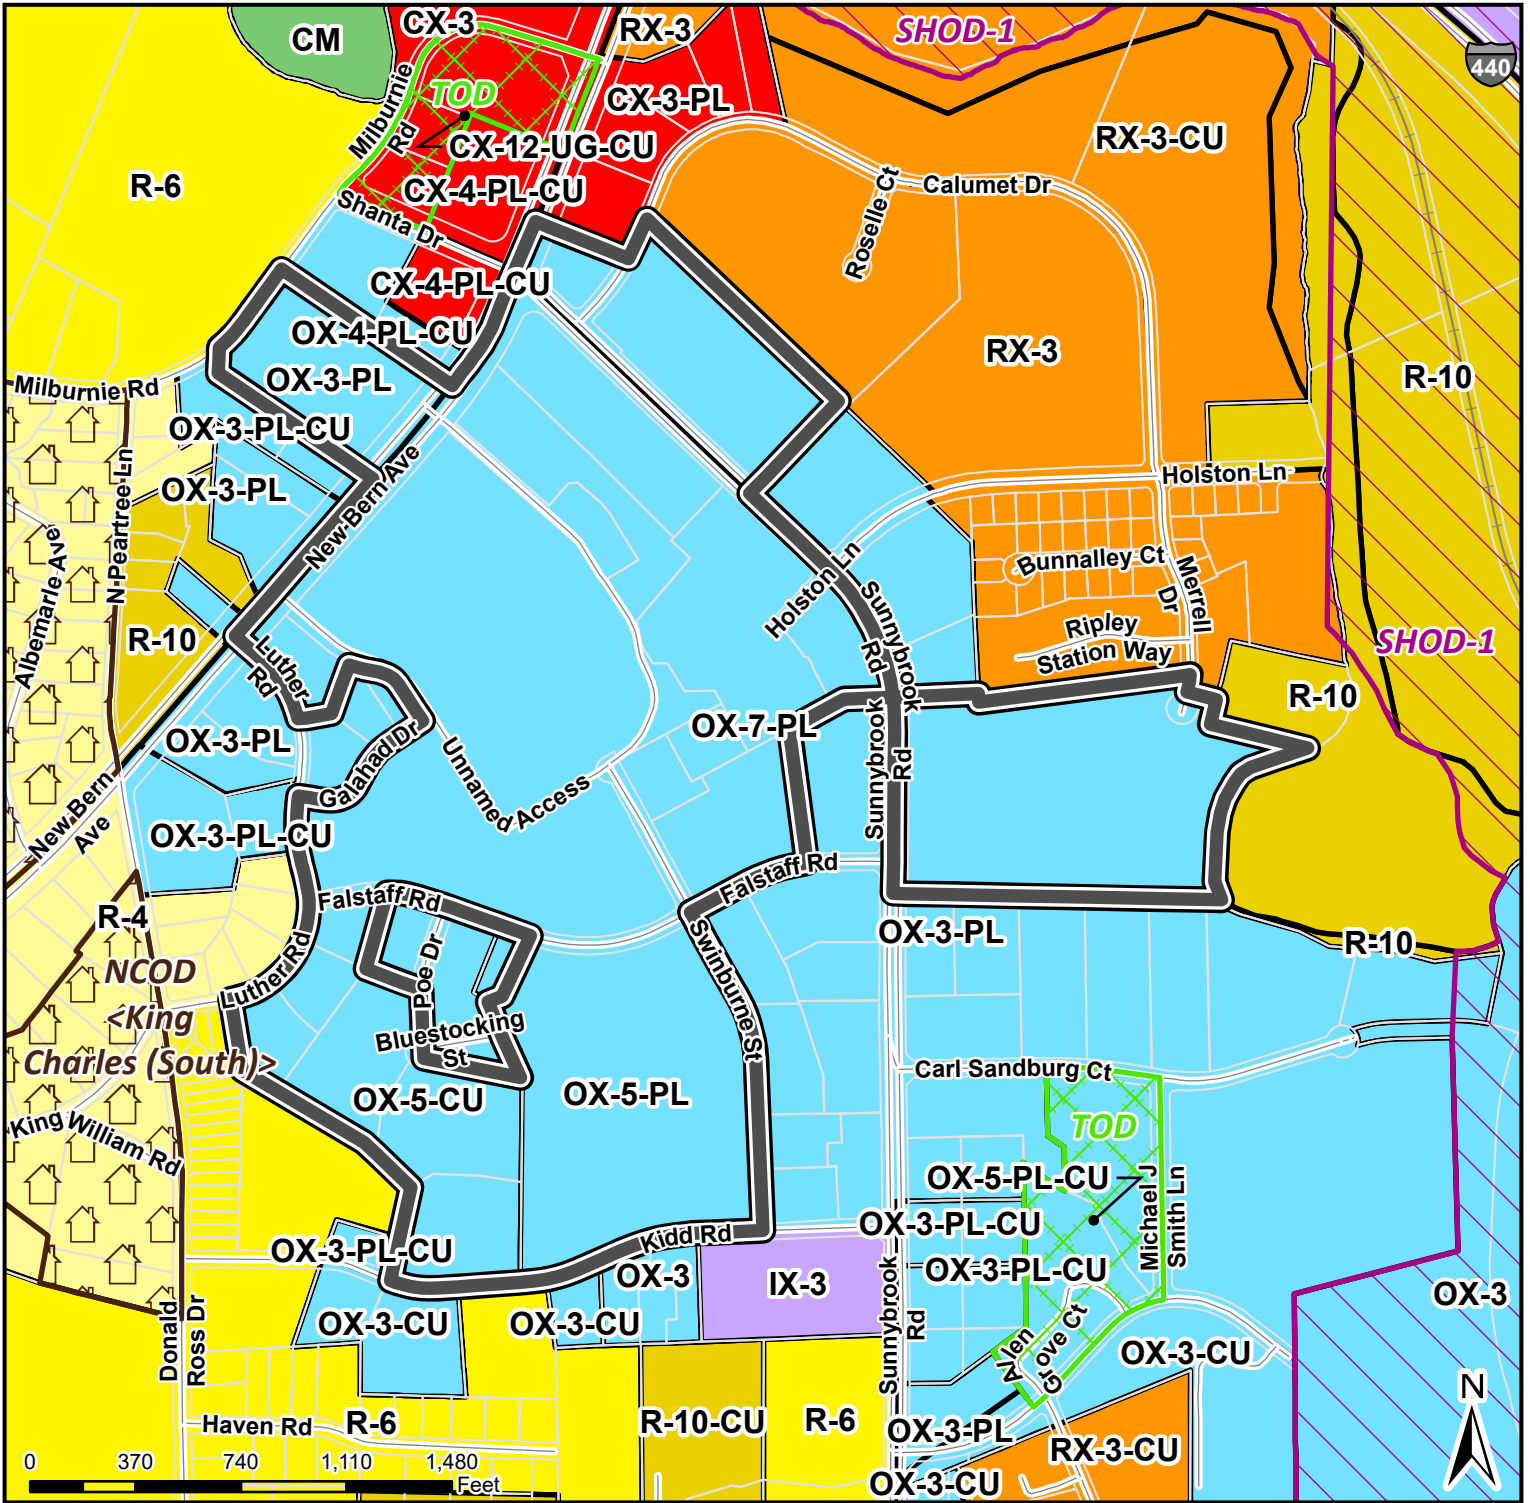 CM
CX-3
RX-3
SHOD-1
440
Milburnie
Rd
TOD
CX-3-PL
CX-12-UG-CU
RX-3-CU
R-6
CX-4-PL-CU
Shanta Dr
Roselle Ct
Calumet Dr
CX-4-PL-CU
OX-4-PL-CU
RX-3
OX-3-PL
R-10
Milburnie Rd
OX-3-PL-CU
OX-3-PL
New Bern Ave
Holston Ln
N Peartree Ln
Albemarle Ave
Bunnalley Ct
Merrell
Dr
Holston Ln
Sunnybrook
Rd
Ripley
Station Way
R-10
SHOD-1
Luther
Rd
R-10
OX-3-PL
OX-7-PL
Galahad Dr
Unnamed Access
Sunnybrook
Rd
New Bern
Ave
OX-3-PL-CU
Falstaff Rd
Falstaff Rd
R-4
OX-3-PL
R-10
NCOD
<King
Charles (South)>
Luther Rd
Poe Dr
Swinburne St
Bluestocking
St
Carl Sandburg Ct
OX-5-CU
OX-5-PL
TOD
King William Rd
OX-5-PL-CU
Michael J
Smith Ln
OX-3-PL-CU
Kidd Rd
OX-3-PL-CU
OX-3-PL-CU
OX-3
IX-3
OX-3
Donald
Ross Dr
OX-3-CU
OX-3-CU
Sunnybrook
Rd
Allen
Grove Ct
OX-3-CU
N
Haven Rd
R-6
R-10-CU
R-6
OX-3-PL
RX-3-CU
OX-3-CU
0 370 740 1,110 1,480
Feet